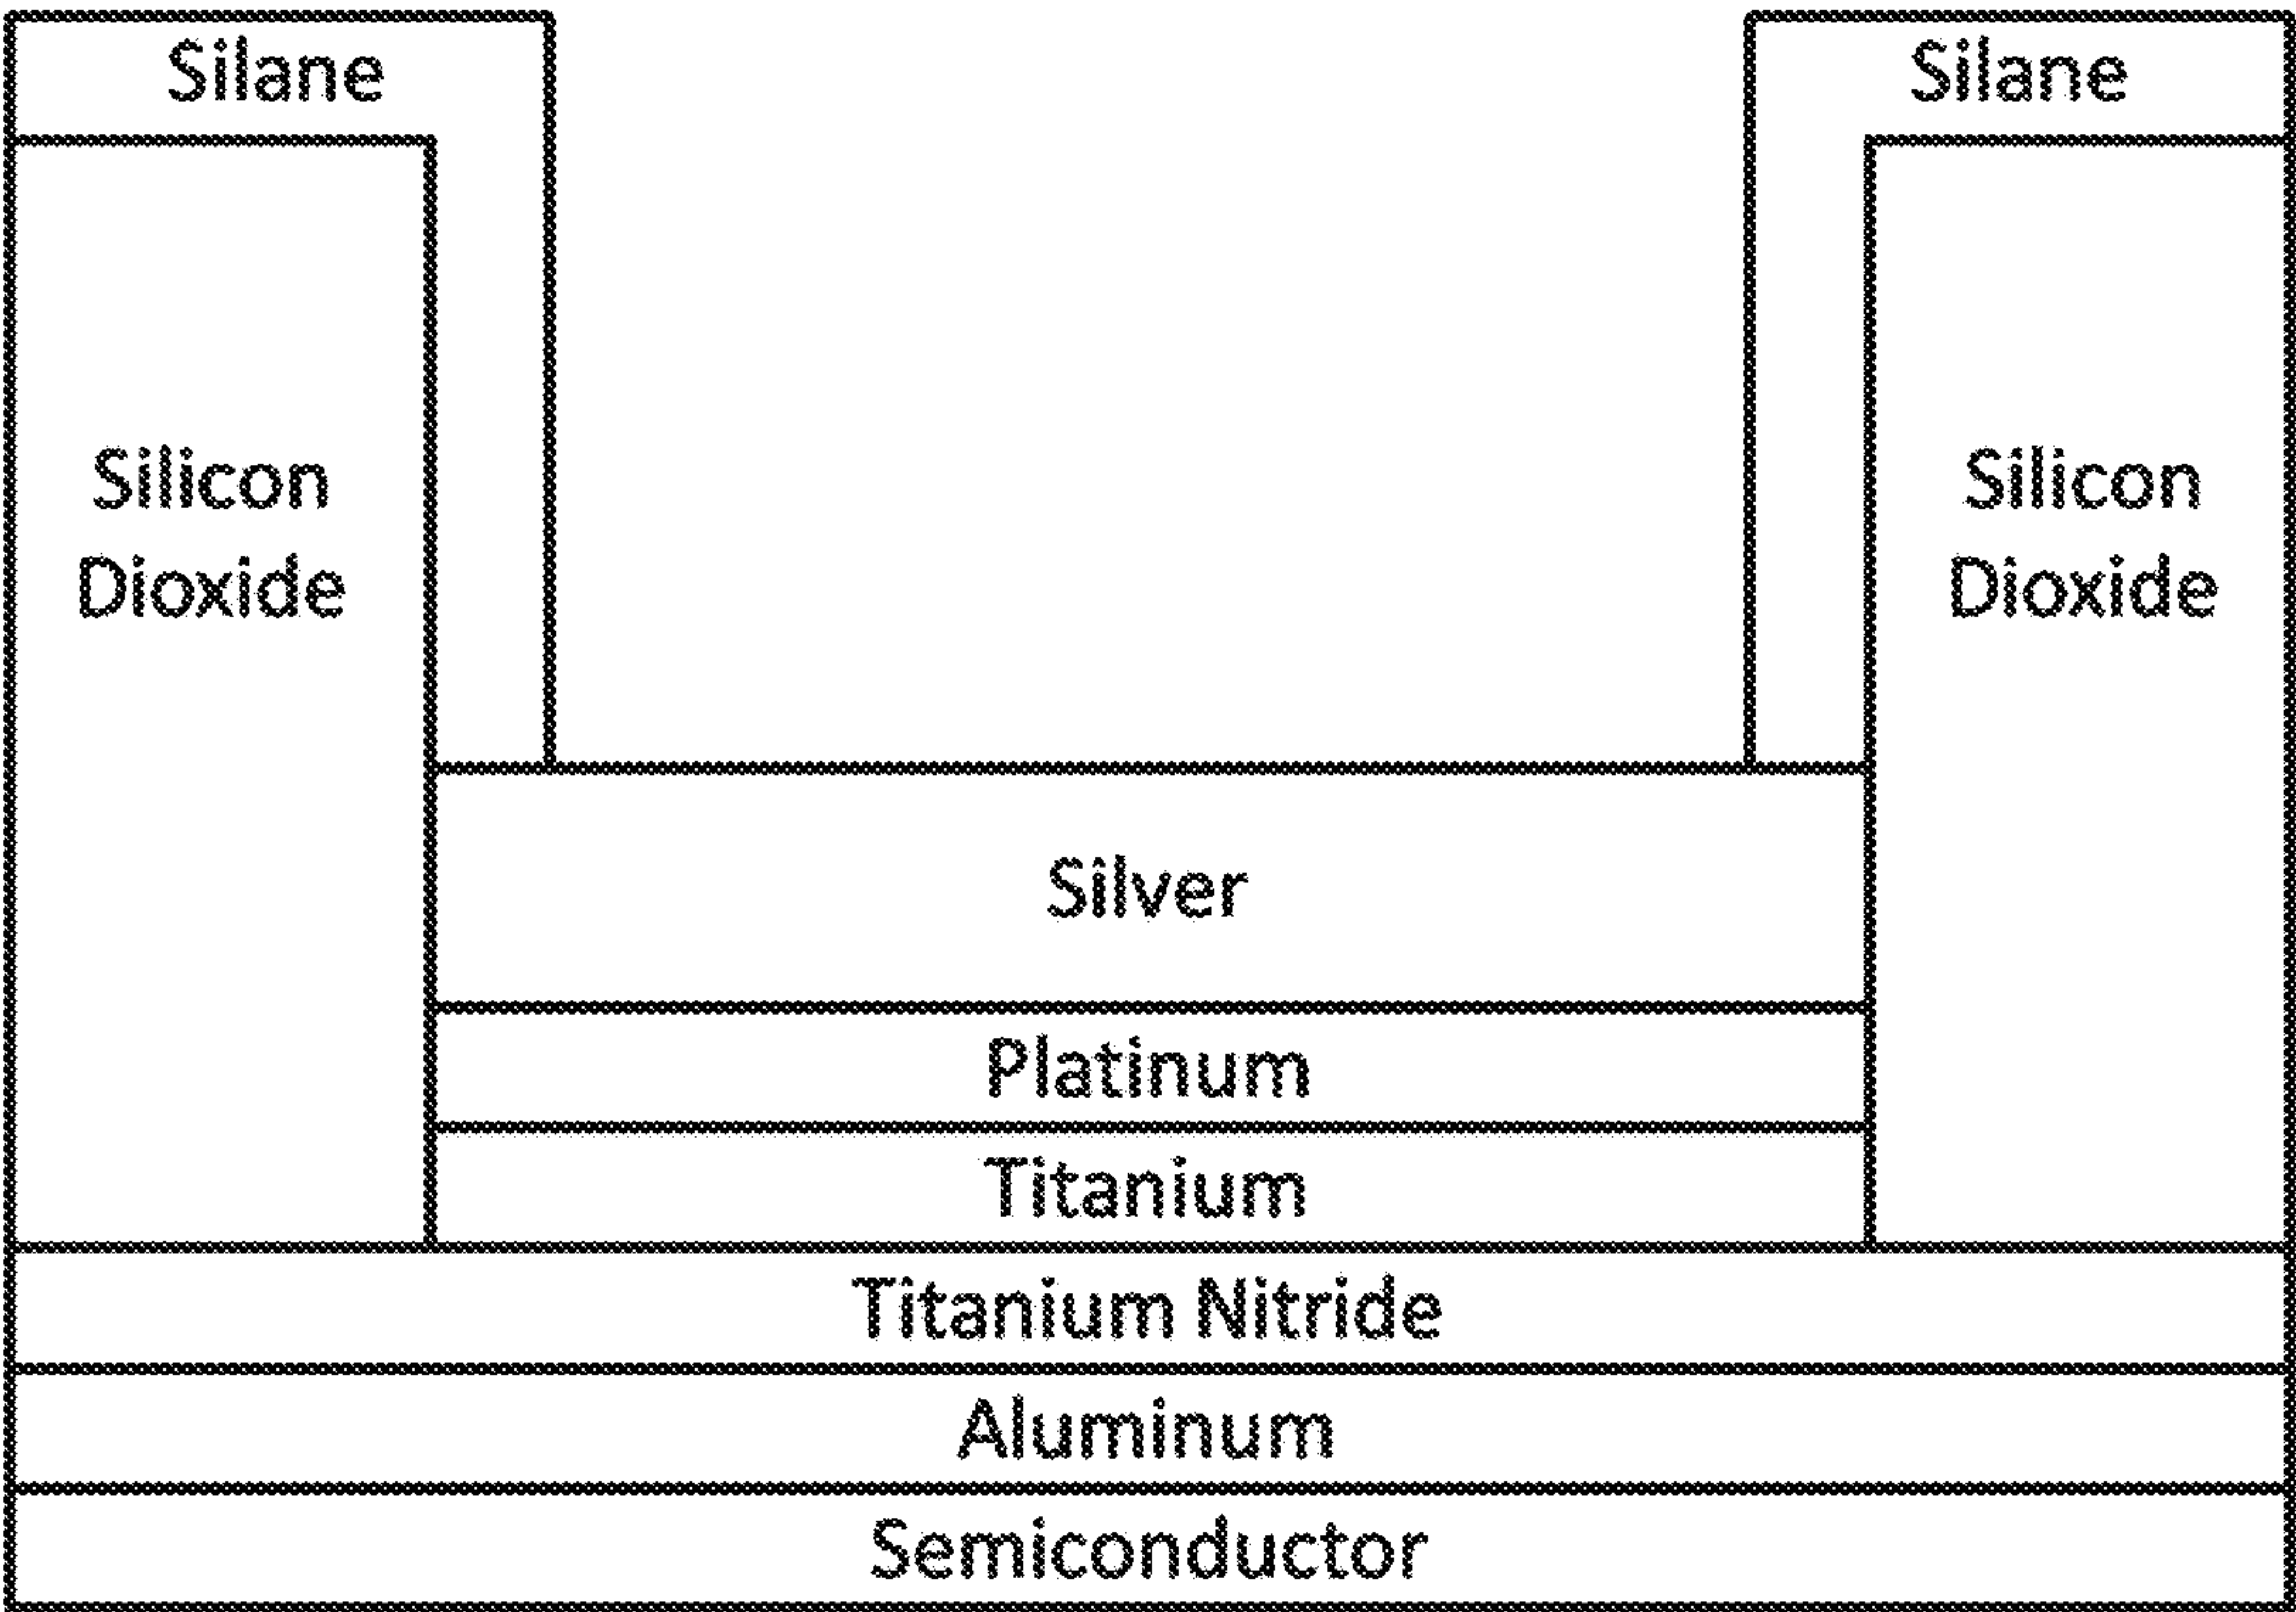 Silane
Silane
Silicon
Dioxide
Silicon
Dioxide
Silver
Platinum
Titanium
Titanium Nitride
Aluminum
Semiconductor